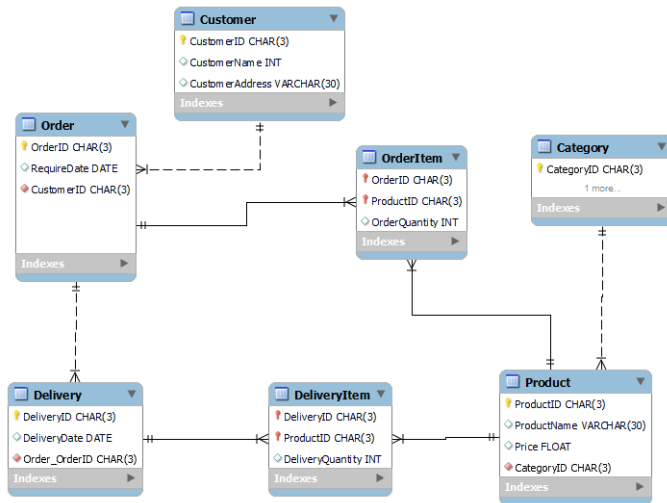 Customer
CustomerID CHAR(3)
CustomerName INT
CustomerAddress VARCHAR(30)
Indexes
Order
OrderID CHAR(3)
RequireDate DATE
CustomerID CHAR(3)
Indexes
OrderItem
OrderID CHAR(3)
ProductID CHAR(3)
OrderQuantity INT
Indexes
Category
CategoryID CHAR(3)
1 more...
Indexes
Delivery
DeliveryID CHAR(3)
DeliveryDate DATE
Order_OrderID CHAR(3)
DeliveryItem
DeliveryID CHAR(3)
ProductID CHAR(3)
DeliveryQuantity INT
Product
ProductID CHAR(3)
ProductName VARCHAR(30)
Price FLOAT
CategoryID CHAR(3)